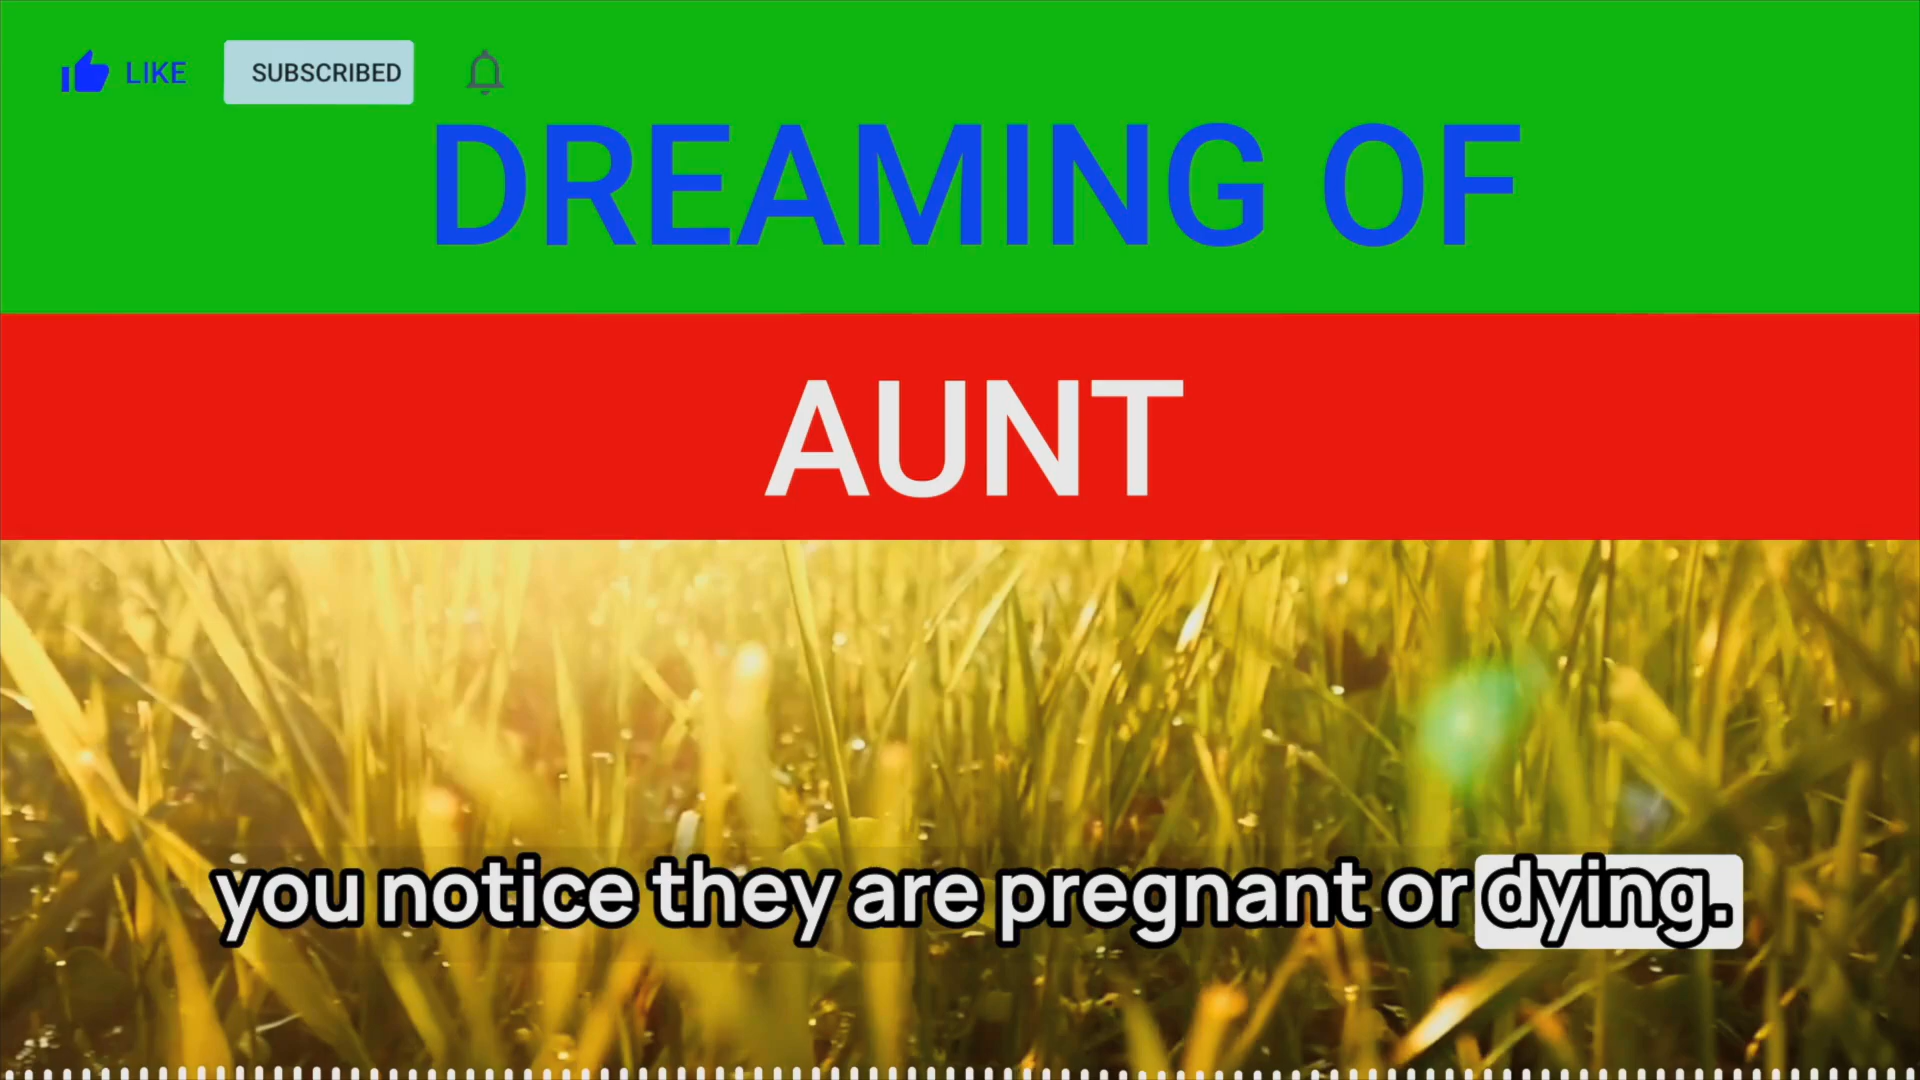 LIKE SUBSCRIBED
DREAMING OF
AUNT
you notice they are pregnant or dying.